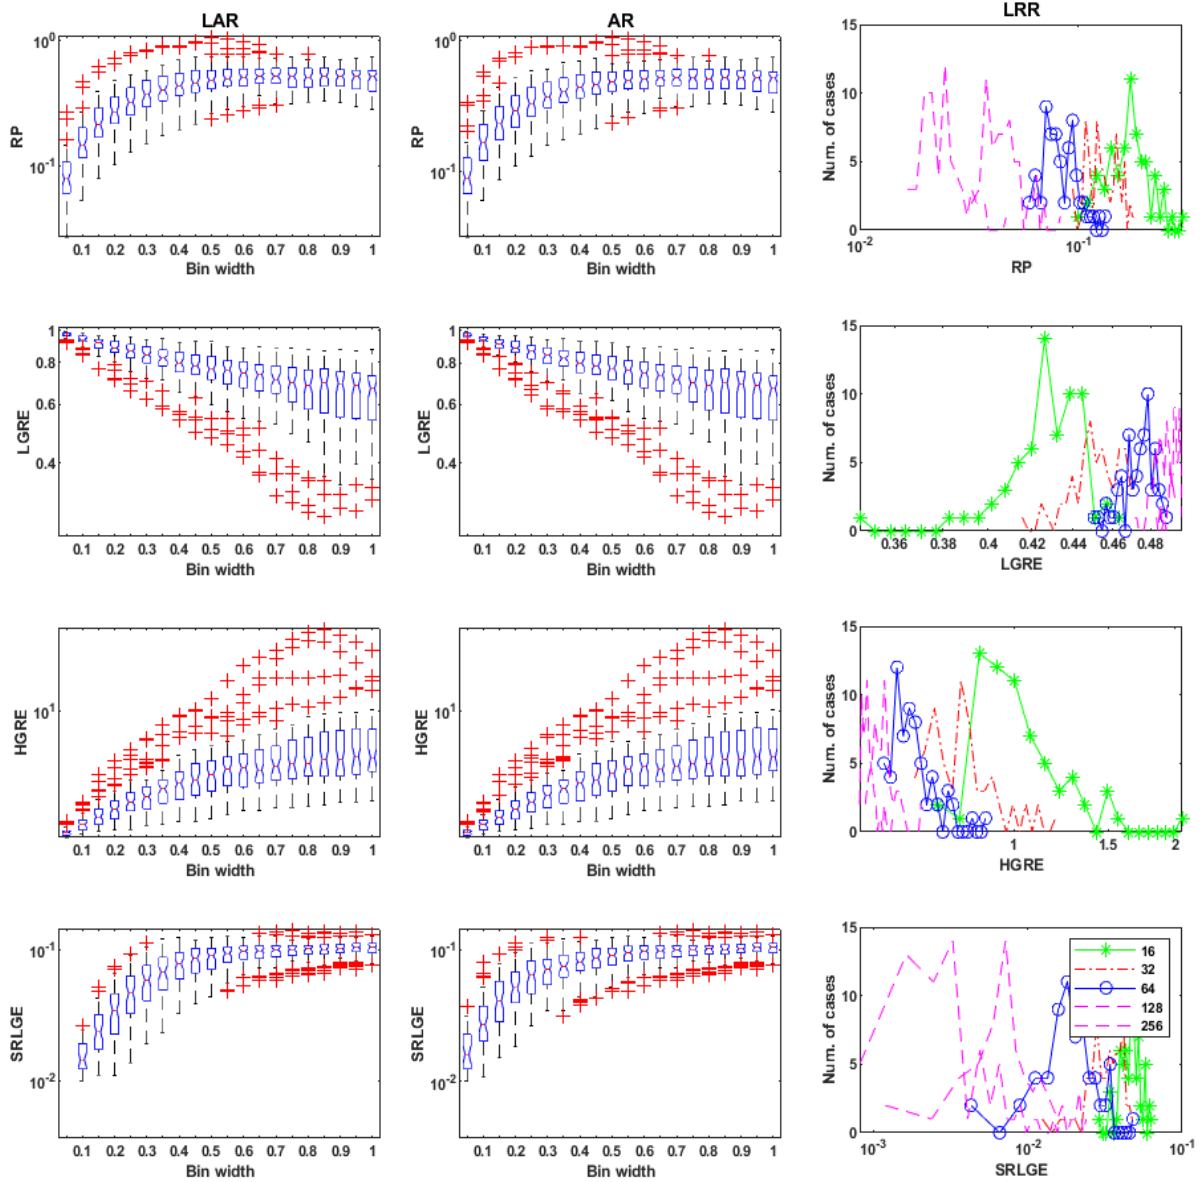 LAR
AR
LRR
10^0
10^-1
RP
0.1 0.2 0.3 0.4 0.5 0.6 0.7 0.8 0.9 1
Bin width
10^0
10^-1
RP
0.1 0.2 0.3 0.4 0.5 0.6 0.7 0.8 0.9 1
Bin width
15
10
5
0
Num. of cases
10^-2 10^-1
RP
1
0.8
0.6
0.4
LGRE
0.1 0.2 0.3 0.4 0.5 0.6 0.7 0.8 0.9 1
Bin width
1
0.8
0.6
0.4
LGRE
0.1 0.2 0.3 0.4 0.5 0.6 0.7 0.8 0.9 1
Bin width
15
10
5
0
Num. of cases
0.36 0.38 0.4 0.42 0.44 0.46 0.48
LGRE
10^1
HGRE
0.1 0.2 0.3 0.4 0.5 0.6 0.7 0.8 0.9 1
Bin width
10^1
HGRE
0.1 0.2 0.3 0.4 0.5 0.6 0.7 0.8 0.9 1
Bin width
15
10
5
0
Num. of cases
1 1.5 2
HGRE
10^-1
10^-2
SRLGE
0.1 0.2 0.3 0.4 0.5 0.6 0.7 0.8 0.9 1
Bin width
10^-1
10^-2
SRLGE
0.1 0.2 0.3 0.4 0.5 0.6 0.7 0.8 0.9 1
Bin width
15
10
5
0
Num. of cases
16
32
64
128
256
10^-3 10^-2 10^-1
SRLGE